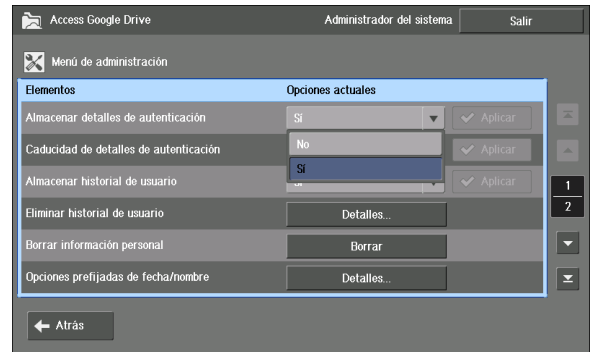 Access Google Drive
Administrador del sistema
Salir
Menú de administración
Elementos
Opciones actuales
Almacenar detalles de autenticación
Sí
Aplicar
No
Caducidad de detalles de autenticación
Aplicar
Sí
Almacenar historial de usuario
Aplicar
1
2
Eliminar historial de usuario
Detalles...
Borrar información personal
Borrar
Opciones prefijadas de fecha/nombre
Detalles...
Atrás